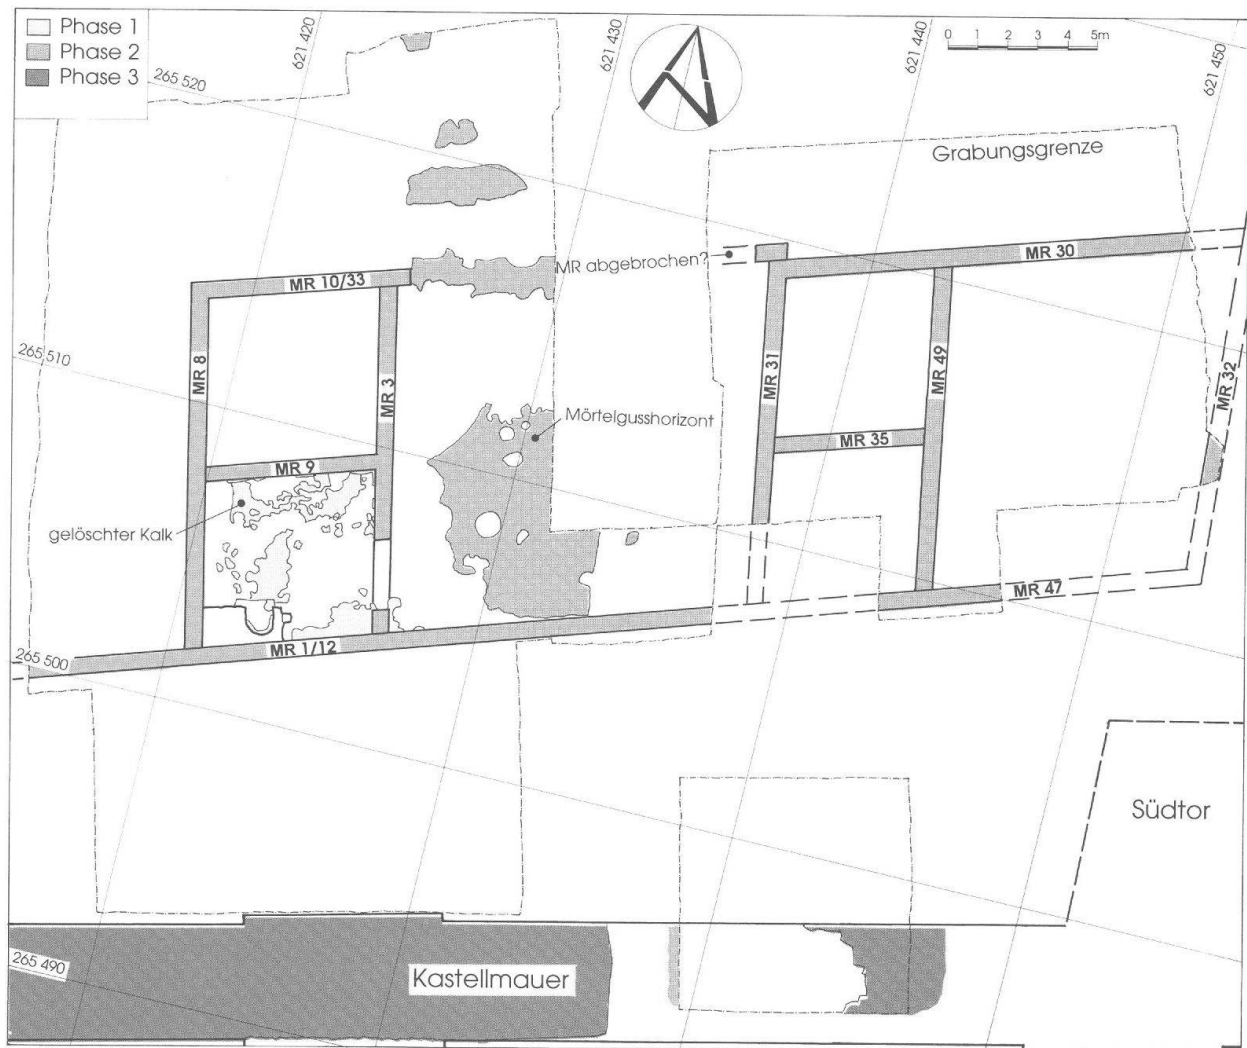 Phase 1
Phase 2
Phase 3
621 420
621 430
621 440
621 450
0 1 2 3 4 5m
265 520
Grabungsgrenze
MR abgebrochen?
MR 30
MR 10/33
265 510
MR 8
MR 3
MR 31
MR 49
MR 32
Mörtelgusshorizont
MR 35
MR 9
gelöschter Kalk
MR 47
MR 1/12
265 500
Südtor
265 490
Kastellmauer